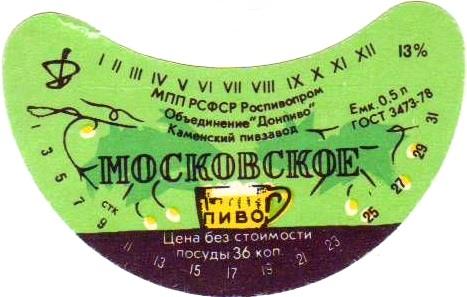 I II III IV V VI VII VIII IX X XI XII
13%
МПП РСФСР Роспивопром
Объединение "Донпиво"
Каменский пивзавод
Емк. 0,5 л
ГОСТ 3473-78
МОСКОВСКОЕ
ПИВО
Цена без стоимости
посуды 36 коп.
1 3 5 7 9 11 13 15 17 19 21 23 25 27 29 31
стк